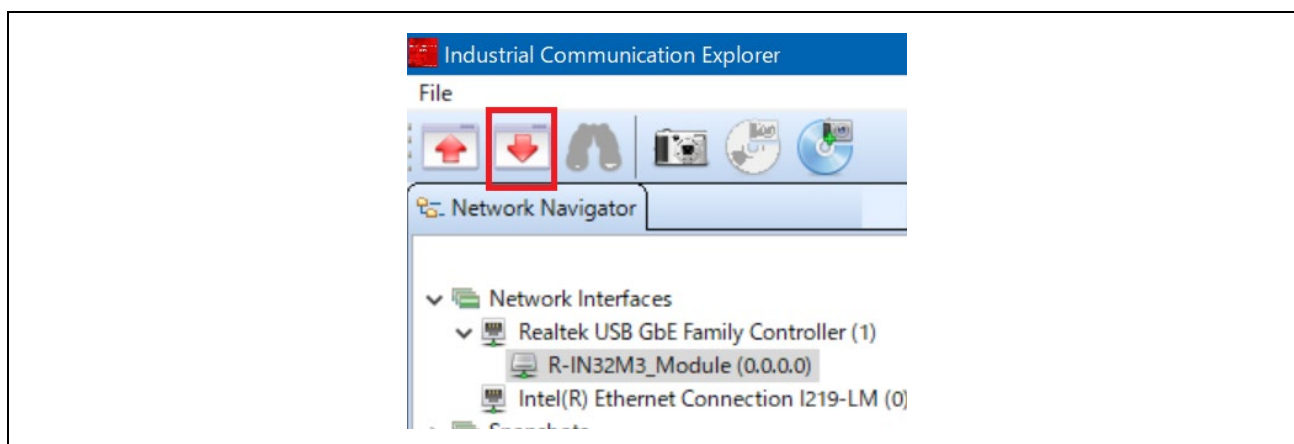 Industrial Communication Explorer
File
Network Navigator
Network Interfaces
Realtek USB GbE Family Controller (1)
R-IN32M3_Module (0.0.0.0)
Intel(R) Ethernet Connection I219-LM (0)